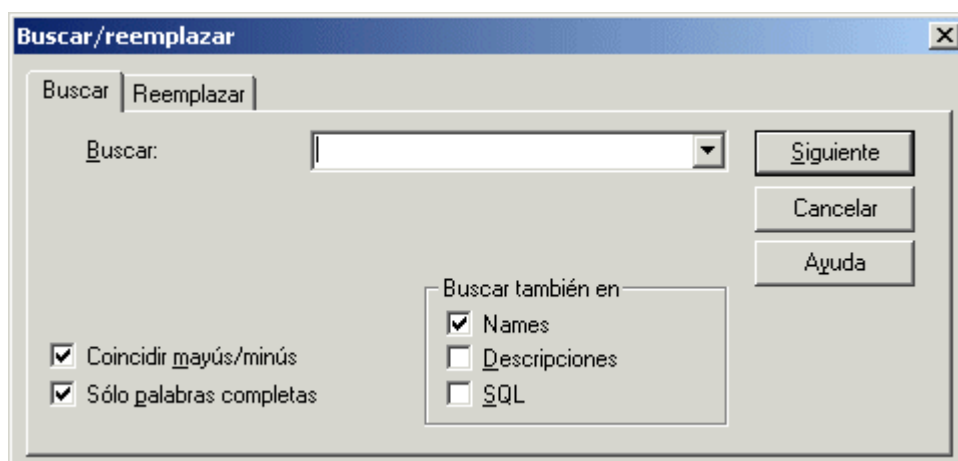 Buscar/reemplazar
Buscar Reemplazar
Buscar: Siguiente
Cancelar
Ayuda
Buscar también en
Names
Coincidir mayús/minús Descripciones
Sólo palabras completas SQL